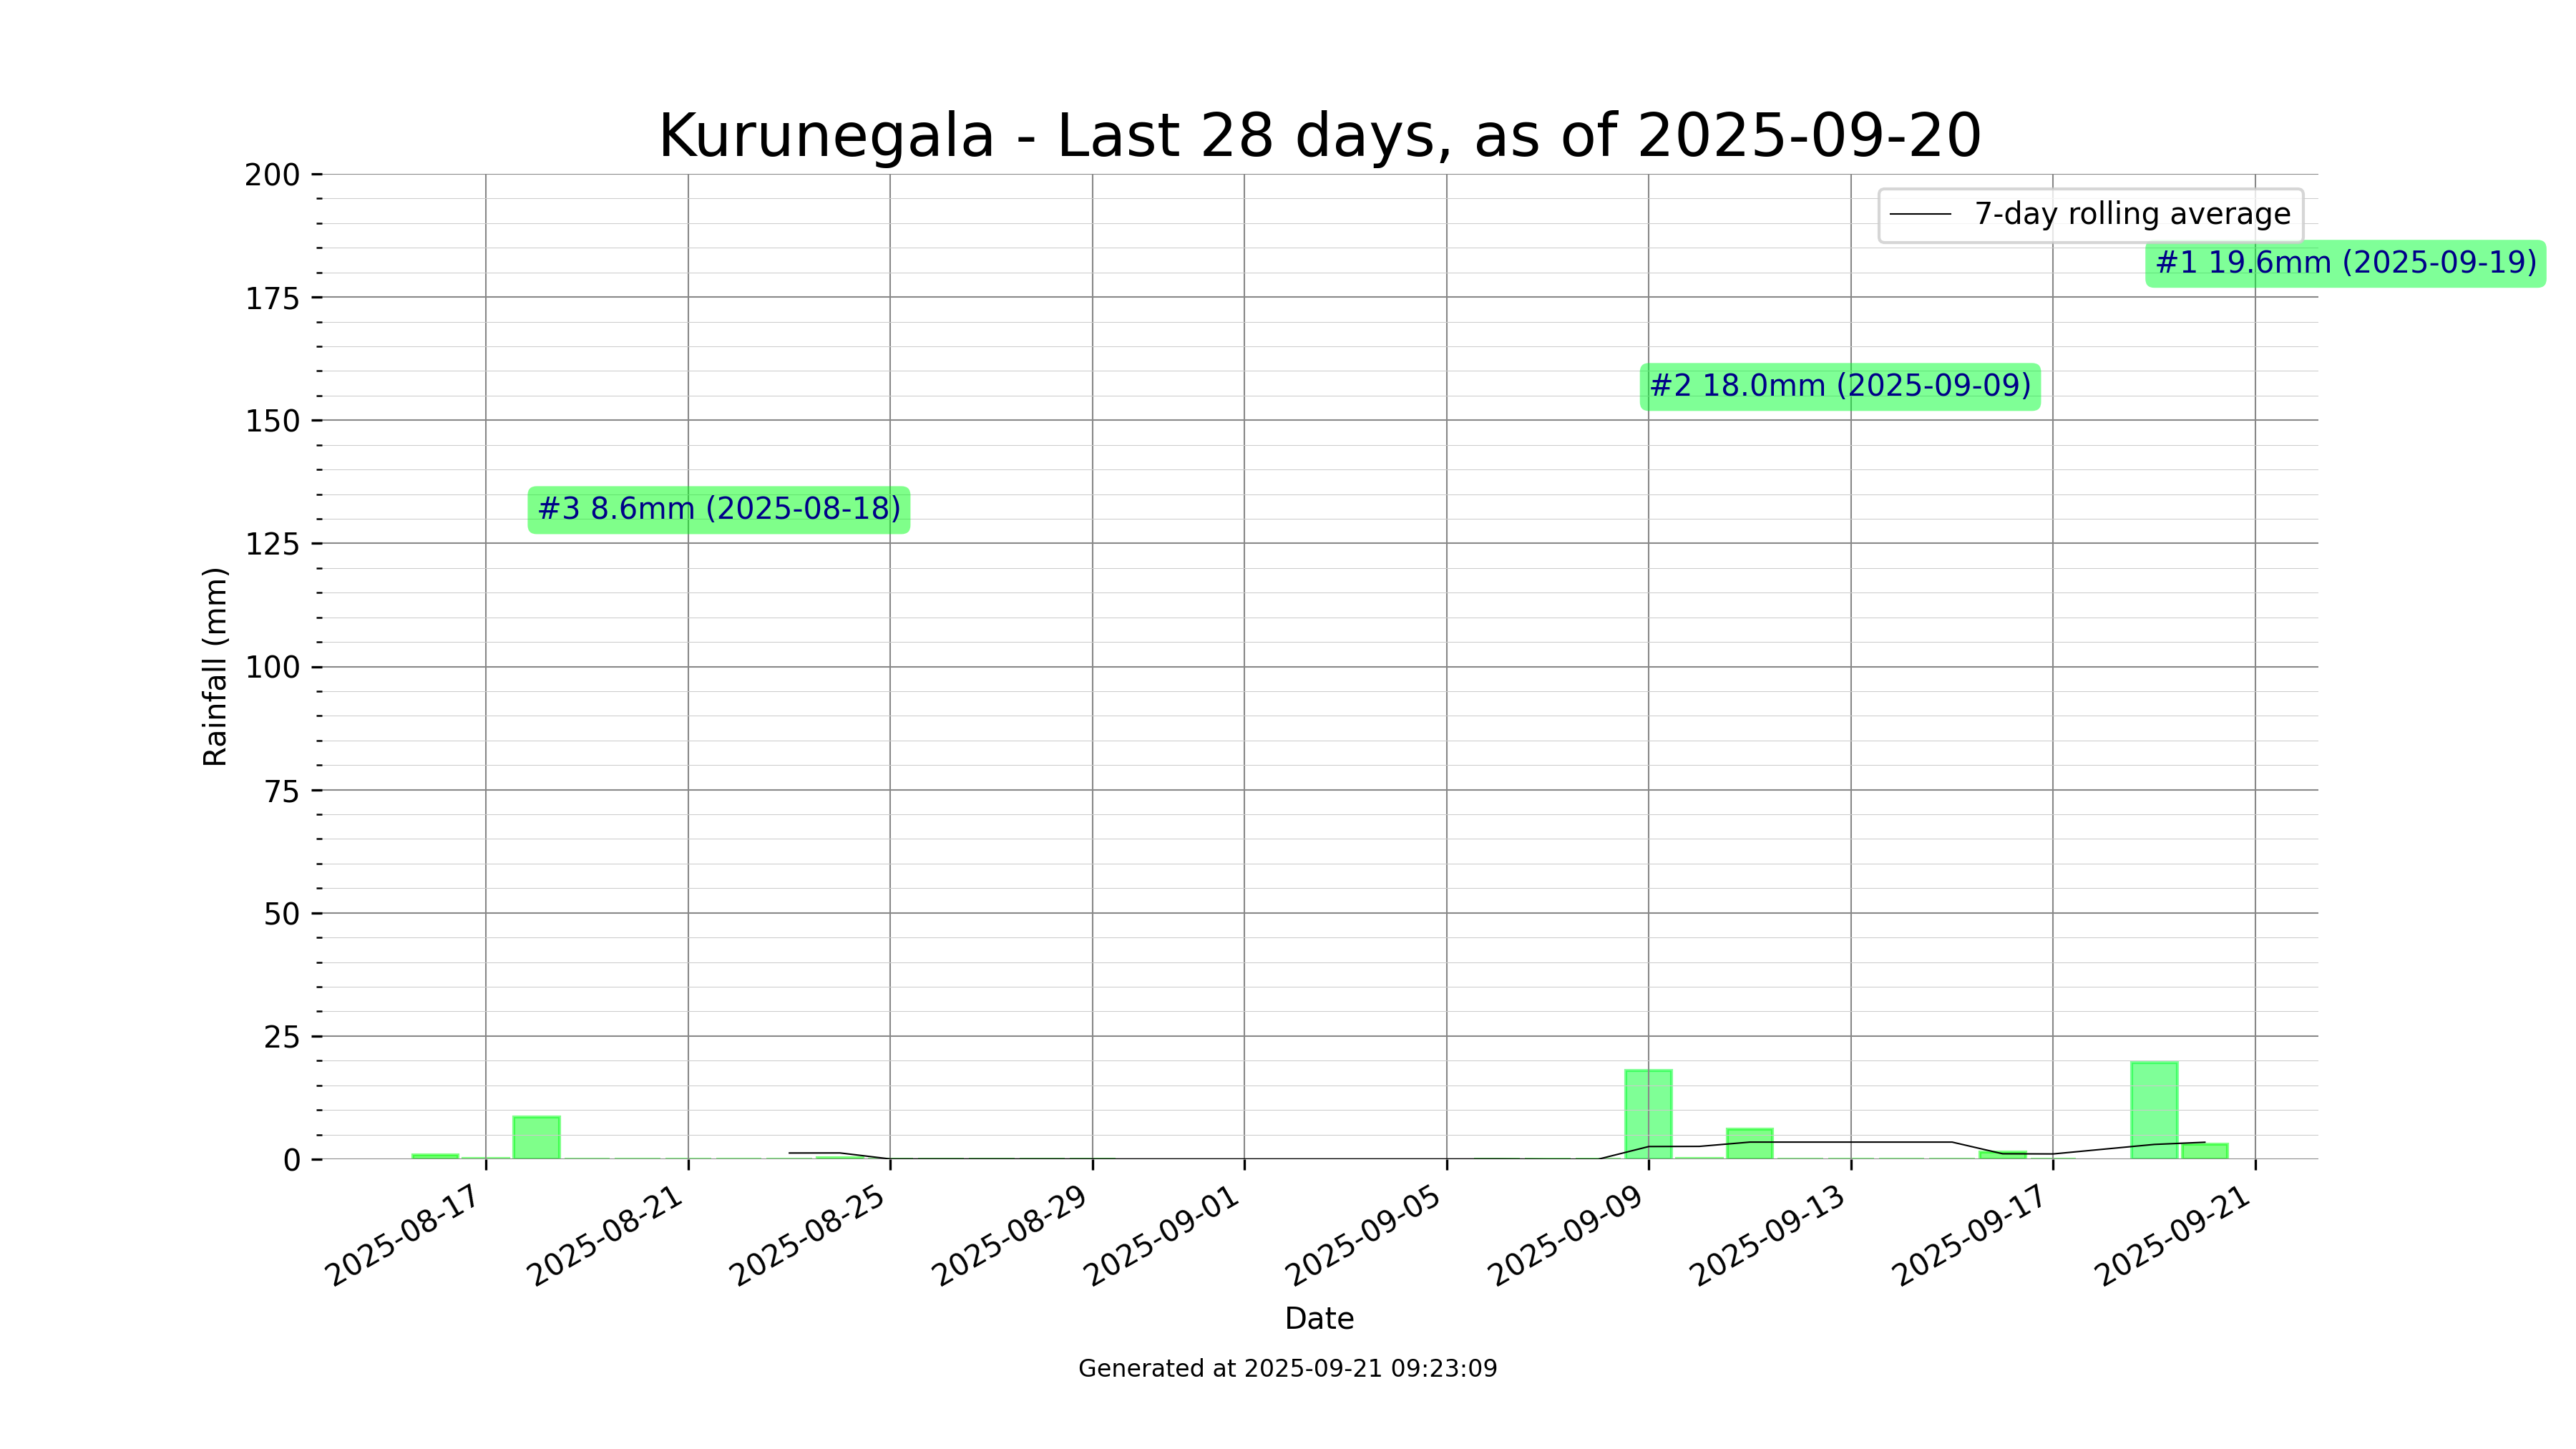 Kurunegala - Last 28 days, as of 2025-09-20
200
175
150
125
100
75
50
25
0
Rainfall (mm)
7-day rolling average
#1 19.6mm (2025-09-19)
#2 18.0mm (2025-09-09)
#3 8.6mm (2025-08-18)
2025-08-17
2025-08-21
2025-08-25
2025-08-29
2025-09-01
2025-09-05
2025-09-09
2025-09-13
2025-09-17
2025-09-21
Date
Generated at 2025-09-21 09:23:09